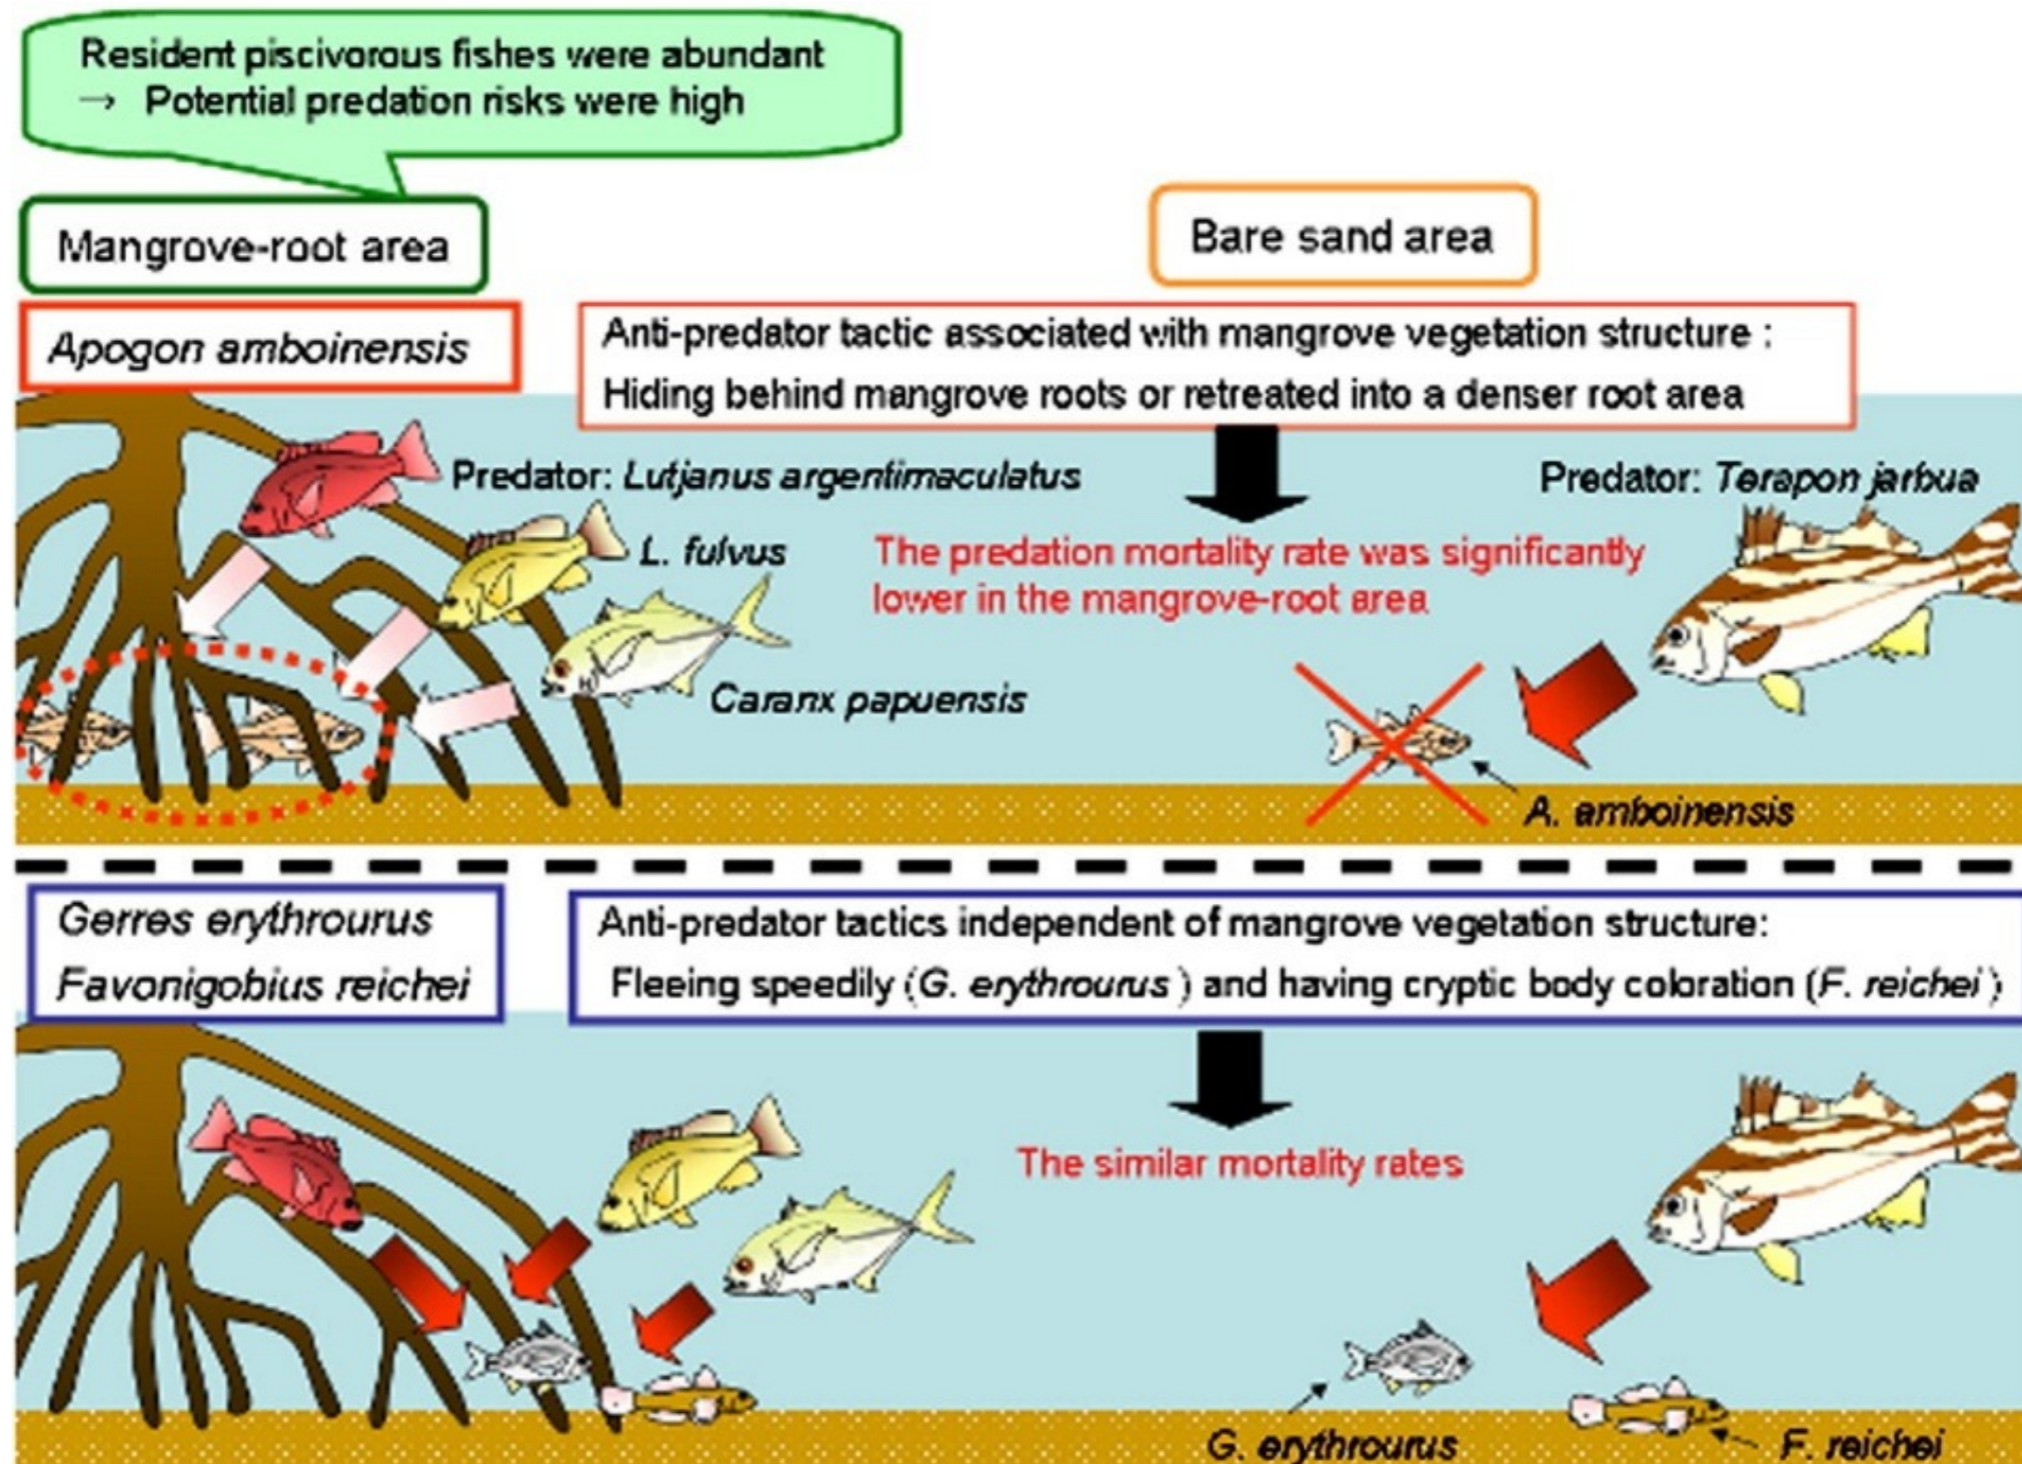 Resident piscivorous fishes were abundant
→ Potential predation risks were high
Mangrove-root area
Bare sand area
Apogon amboinensis
Anti-predator tactic associated with mangrove vegetation structure :
Hiding behind mangrove roots or retreated into a denser root area
Predator: Lutjanus argentimaculatus
Predator: Terapon jarbua
L. fulvus
The predation mortality rate was significantly
lower in the mangrove-root area
Caranx papuensis
A. amboinensis
Gerres erythrourus
Favonigobius reichei
Anti-predator tactics independent of mangrove vegetation structure:
Fleeing speedily (G. erythrourus ) and having cryptic body coloration (F. reichei )
The similar mortality rates
G. erythrourus
F. reichei